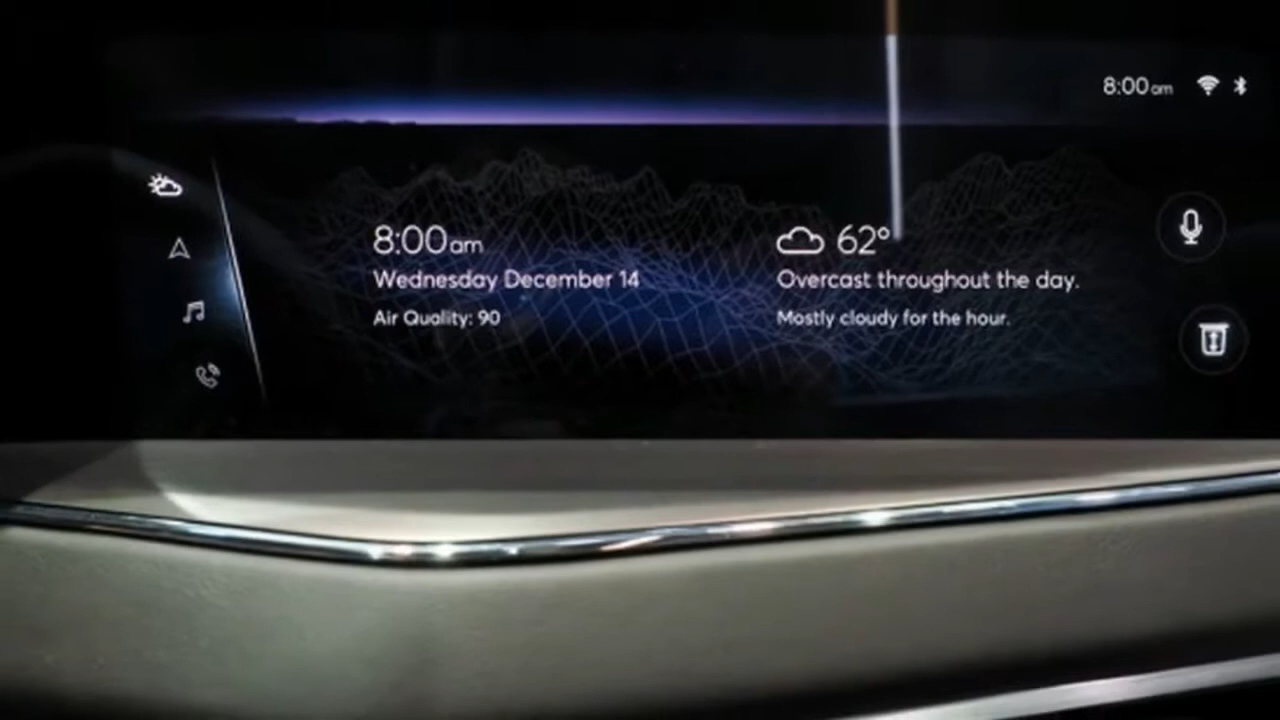 8:00am
8:00am
62°
Wednesday December 14
Overcast throughout the day.
Air Quality: 90
Mostly cloudy for the hour.